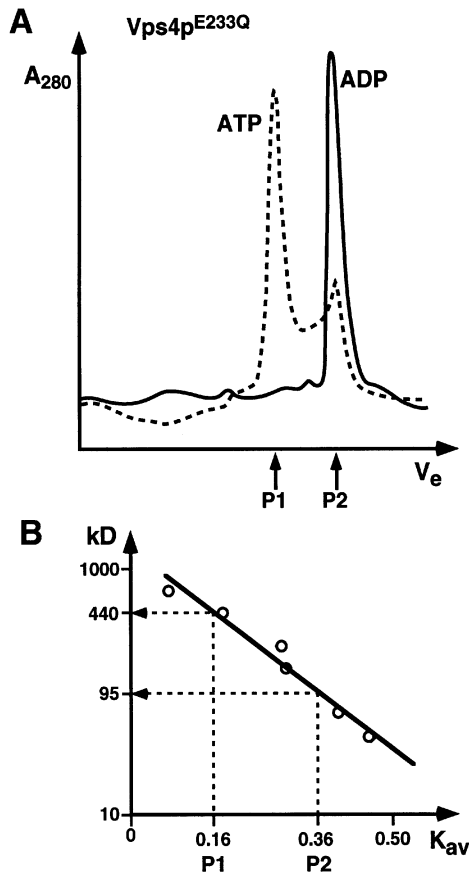 A
Vps4pE233Q
A280
ATP
ADP
Ve
P1 P2
B
kD
1000
440
95
10
0 0.16 0.36 0.50 Kav
P1 P2